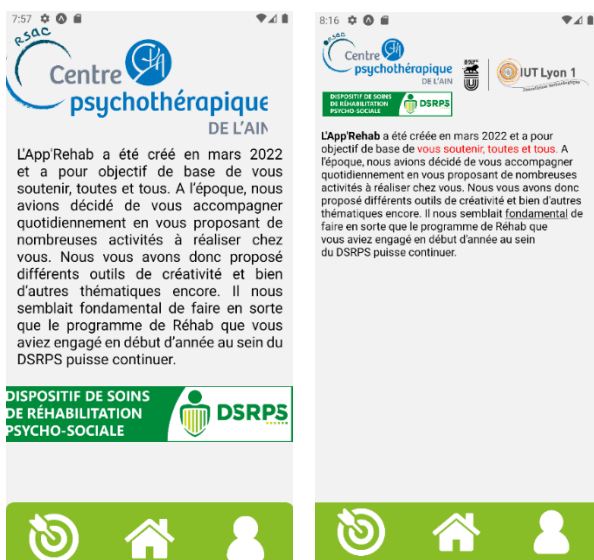 7:57
RSAC
Centre
psychothérapique
DE L'AIN
L'App'Rehab a été créé en mars 2022
et a pour objectif de base de vous
soutenir, toutes et tous. A l'époque, nous
avions décidé de vous accompagner
quotidiennement en vous proposant de
nombreuses activités à réaliser chez
vous. Nous vous avons donc proposé
différents outils de créativité et bien
d'autres thématiques encore. Il nous
semblait fondamental de faire en sorte
que le programme de Réhab que vous
aviez engagé en début d'année au sein du
DSRPS puisse continuer.
DISPOSITIF DE SOINS
DE RÉHABILITATION
PSYCHO-SOCIALE
DSRPS
8:16
RSAC
Centre
psychothérapique
DE L'AIN
IUT Lyon 1
DISPOSITIF DE SOINS
DE RÉHABILITATION
PSYCHO-SOCIALE
DSRPS
L'App'Rehab a été créée en mars 2022 et a pour
objectif de base de vous soutenir, toutes et tous. A
l'époque, nous avions décidé de vous accompagner
quotidiennement en vous proposant de nombreuses
activités à réaliser chez vous. Nous vous avons donc
proposé différents outils de créativité et bien d'autres
thématiques encore. Il nous semblait fondamental de
faire en sorte que le programme de Réhab que
vous aviez engagé en début d'année au sein
du DSRPS puisse continuer.